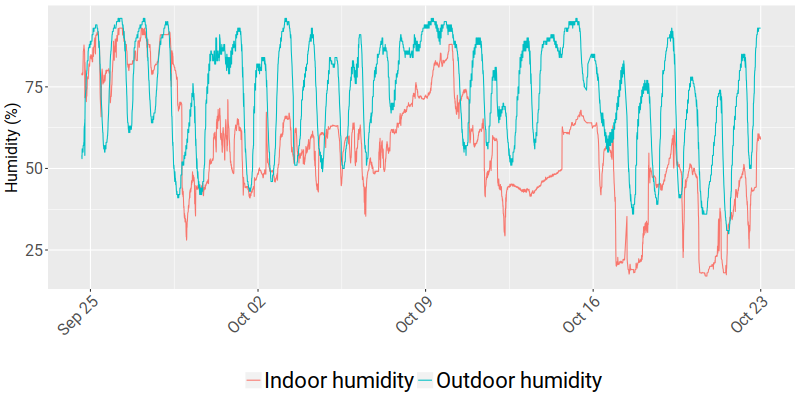 Humidity (%)
75
50
25
Sep 25
Oct 02
Oct 09
Oct 16
Oct 23
Indoor humidity
Outdoor humidity